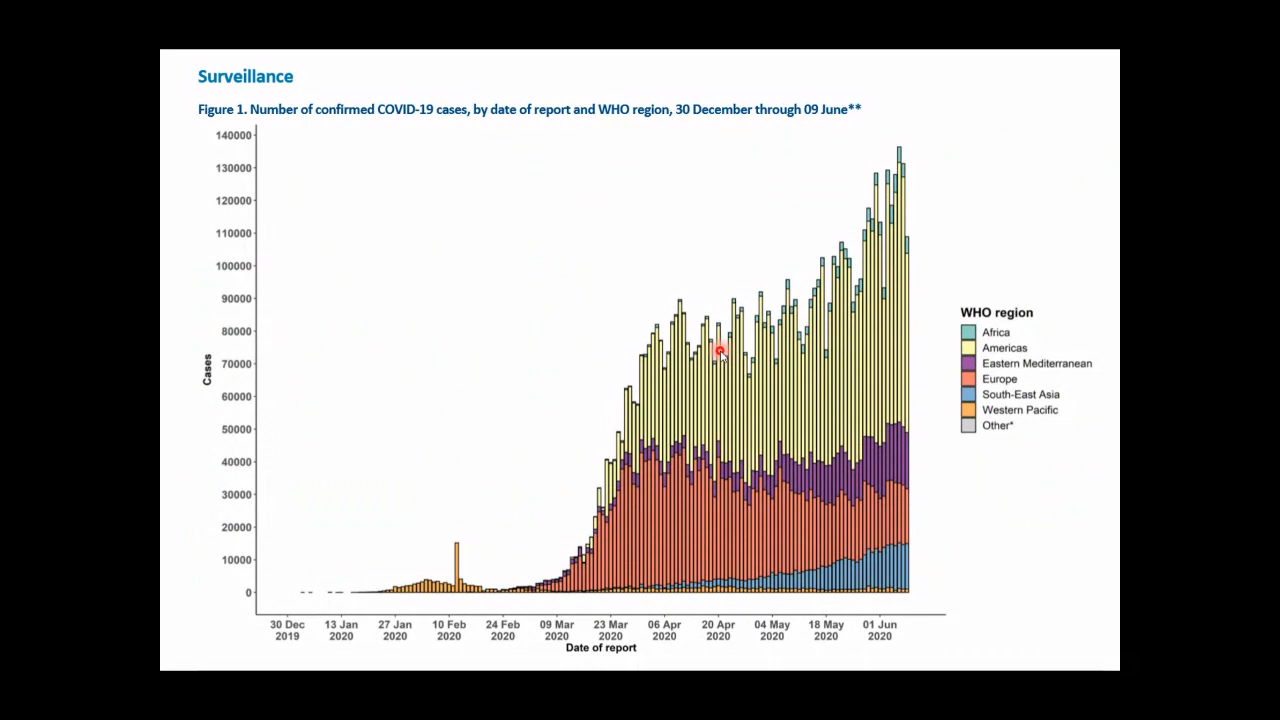 Surveillance
Figure 1. Number of confirmed COVID-19 cases, by date of report and WHO region, 30 December through 09 June**
140000
130000
120000
110000
100000
90000
80000
70000
60000
50000
40000
30000
20000
10000
0
Cases
30 Dec 13 Jan 27 Jan 10 Feb 24 Feb 09 Mar 23 Mar 06 Apr 20 Apr 04 May 18 May 01 Jun
2019 2020 2020 2020 2020 2020 2020 2020 2020 2020 2020 2020
Date of report
WHO region
Africa
Americas
Eastern Mediterranean
Europe
South-East Asia
Western Pacific
Other*